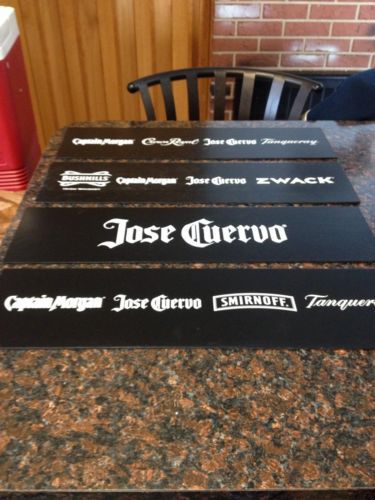 Captain Morgan Crown Royal Jose Cuervo Tanqueray
BUSHMILLS Captain Morgan Jose Cuervo ZWACK
Jose Cuervo
Captain Morgan Jose Cuervo SMIRNOFF. Tanquer